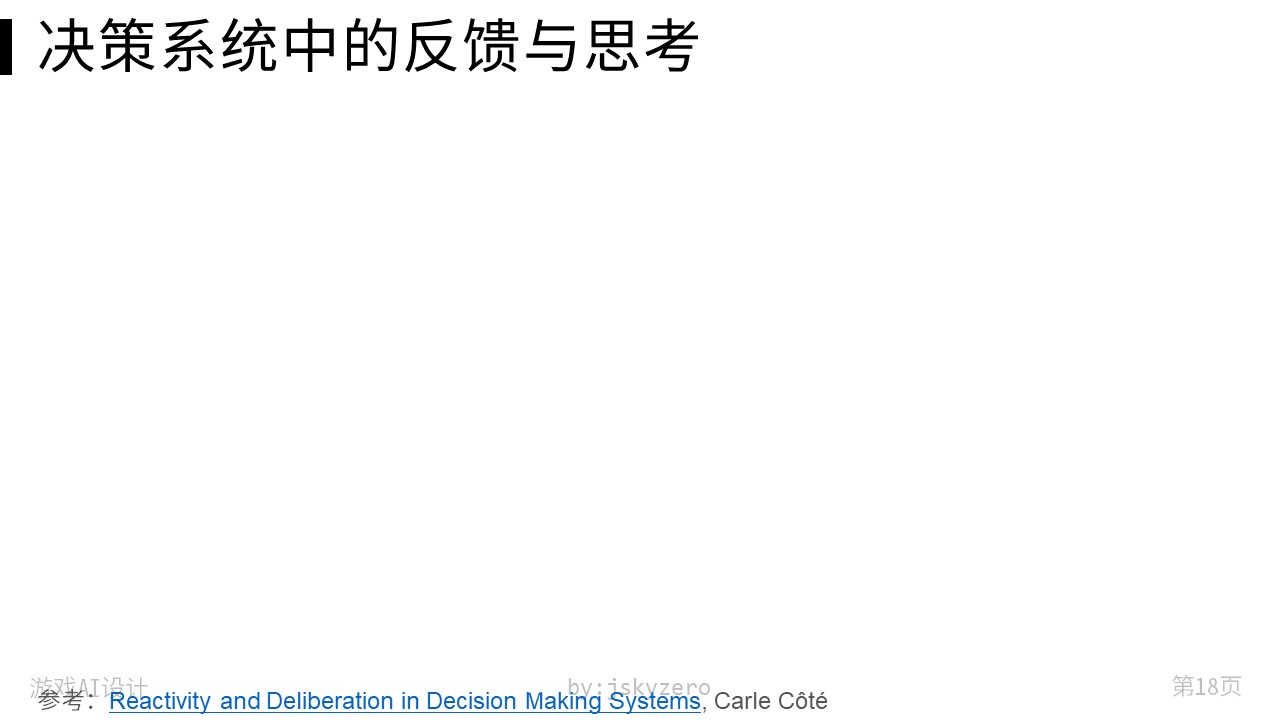 决策系统中的反馈与思考
游戏AI设计
by:jskyzero
第18页
参考：Reactivity and Deliberation in Decision Making Systems, Carle Côté